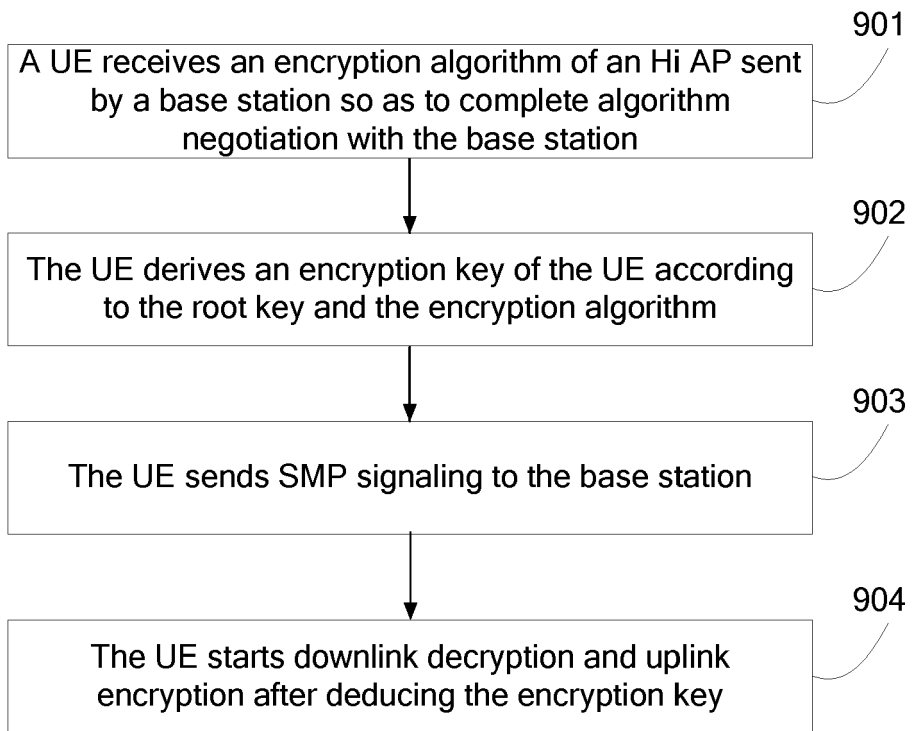 901
A UE receives an encryption algorithm of an Hi AP sent
by a base station so as to complete algorithm
negotiation with the base station
902
The UE derives an encryption key of the UE according
to the root key and the encryption algorithm
903
The UE sends SMP signaling to the base station
904
The UE starts downlink decryption and uplink
encryption after deducing the encryption key